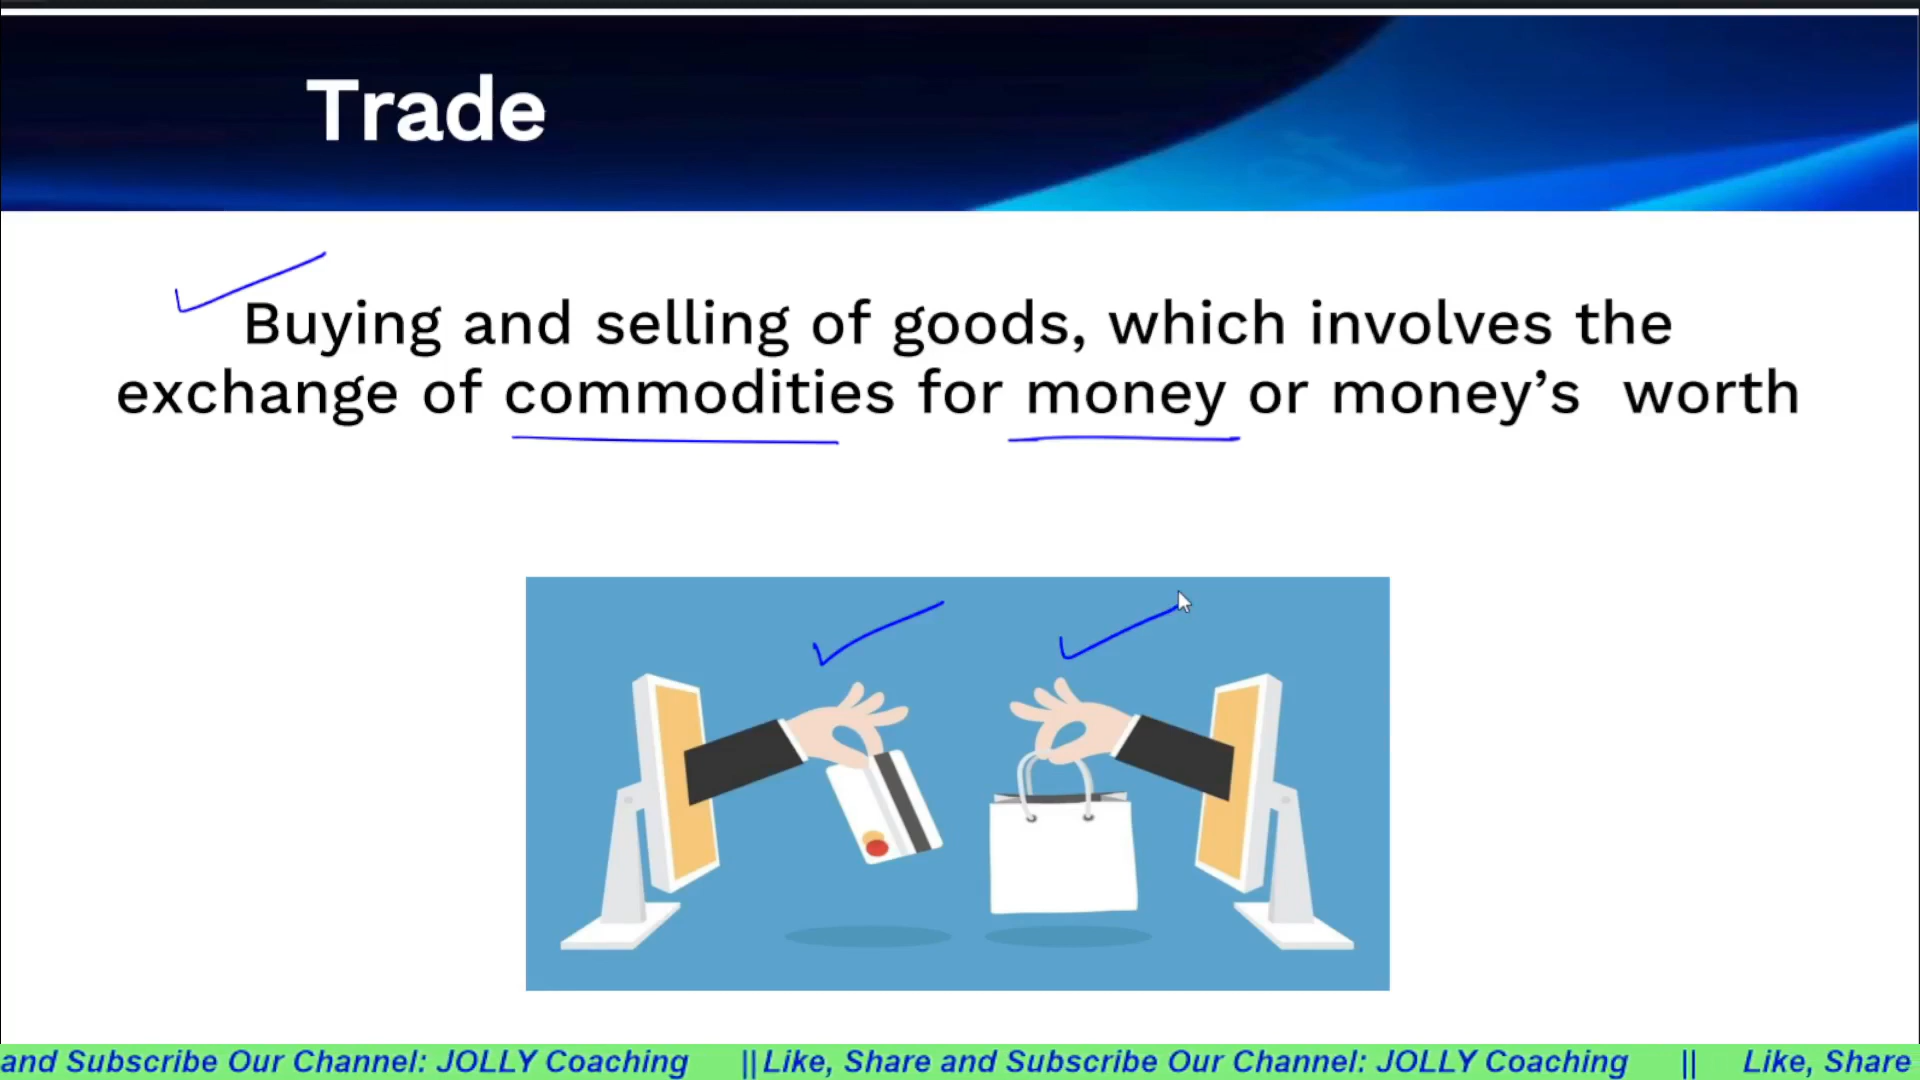 Trade
Buying and selling of goods, which involves the
exchange of commodities for money or money’s worth
and Subscribe Our Channel: JOLLY Coaching || Like, Share and Subscribe Our Channel: JOLLY Coaching || Like, Share